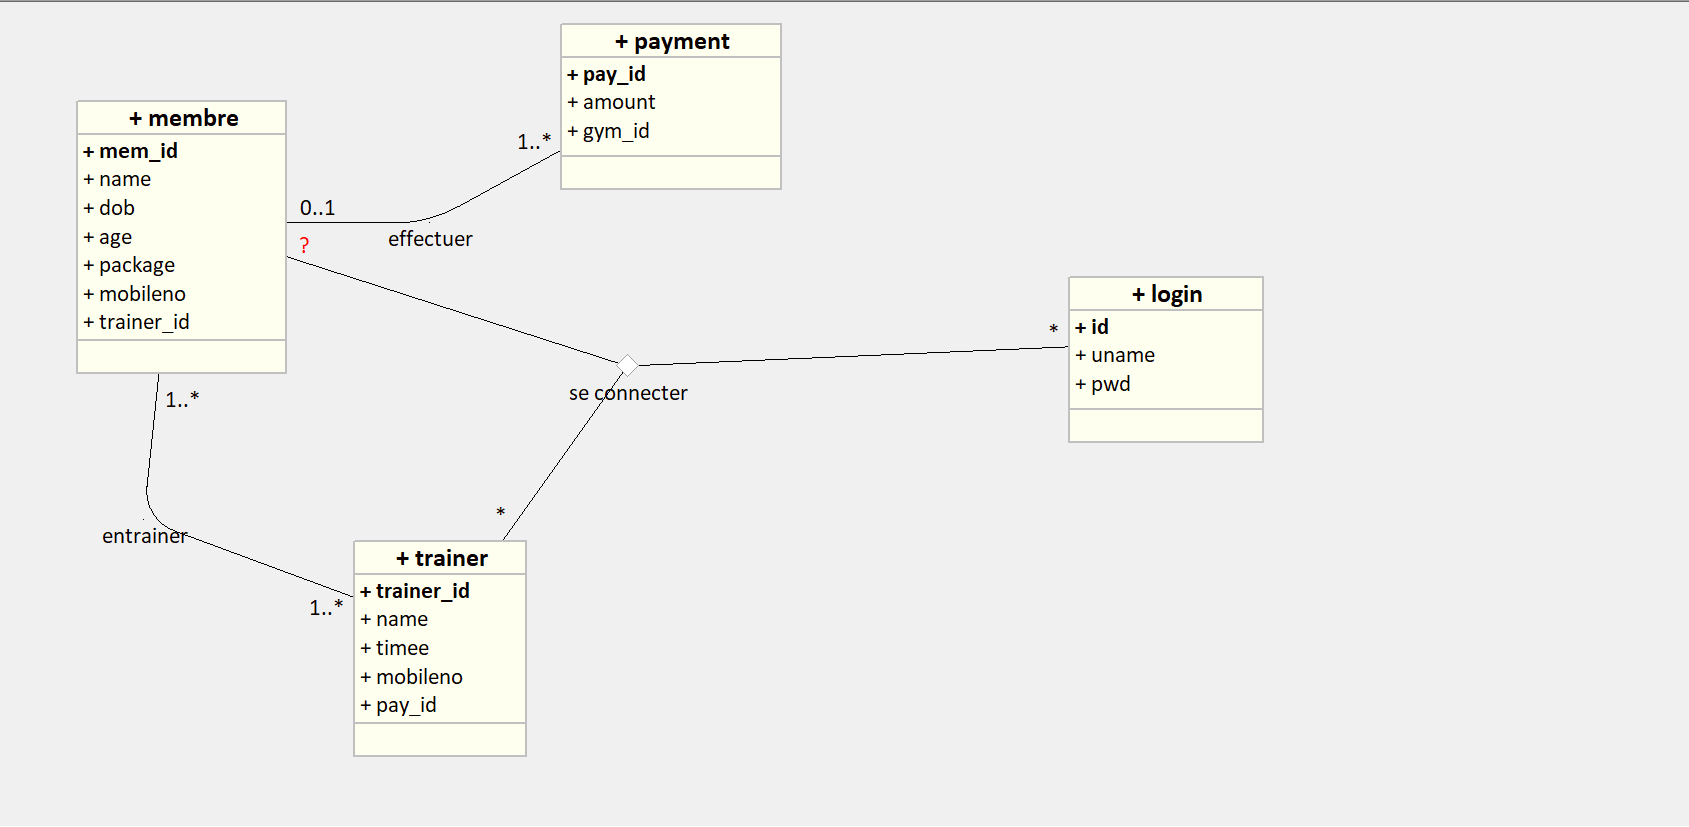 + payment
+ pay_id
+ amount
+ gym_id
+ membre
+ mem_id
+ name
+ dob
+ age
+ package
+ mobileno
+ trainer_id
1..*
0..1
effectuer
?
+ login
+ id
+ uname
+ pwd
*
se connecter
1..*
entrainer
*
1..*
+ trainer
+ trainer_id
+ name
+ timee
+ mobileno
+ pay_id